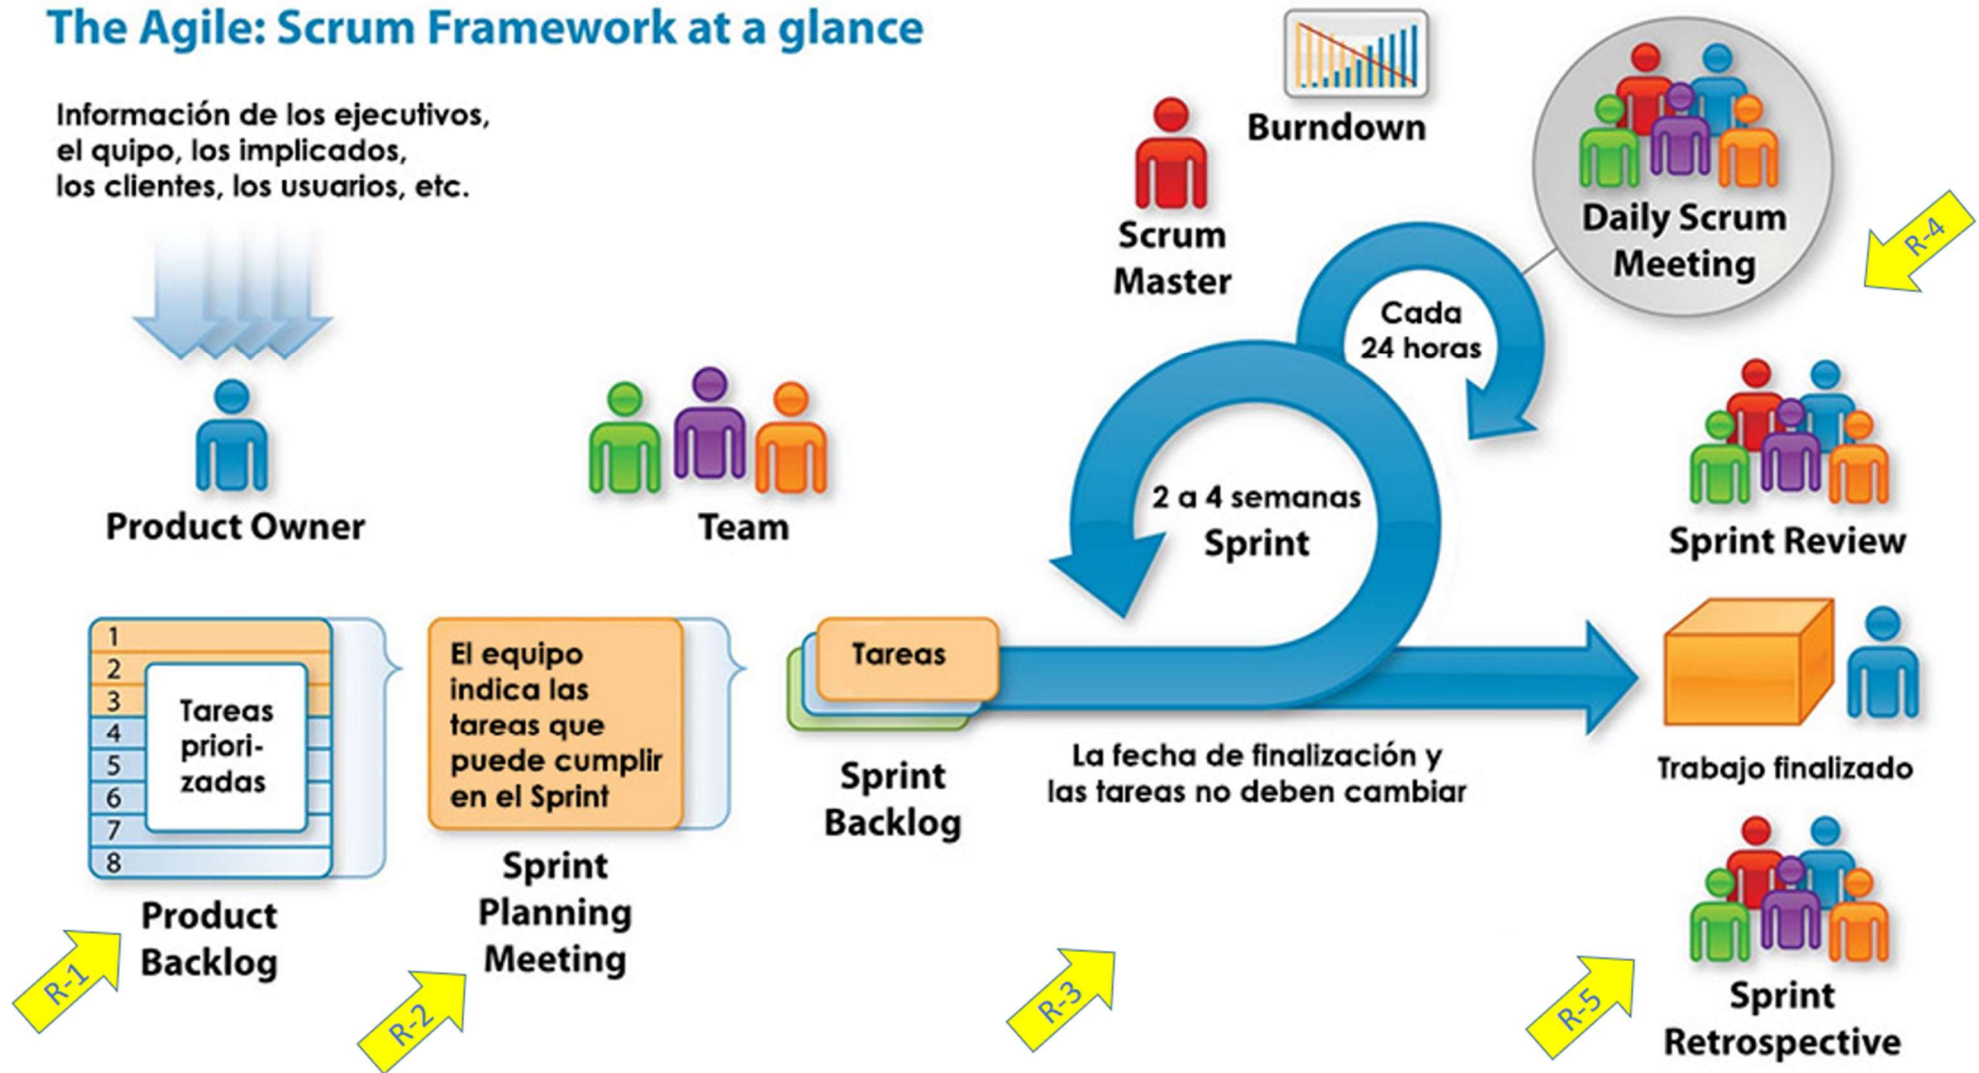 The Agile: Scrum Framework at a glance
Información de los ejecutivos,
el quipo, los implicados,
los clientes, los usuarios, etc.
Burndown
Scrum
Master
Daily Scrum
Meeting
R-4
Cada
24 horas
Product Owner
Team
2 a 4 semanas
Sprint
Sprint Review
1
2
3
4
5
6
7
8
Tareas
priori-
zadas
El equipo
indica las
tareas que
puede cumplir
en el Sprint
Tareas
Sprint
Backlog
La fecha de finalización y
las tareas no deben cambiar
Trabajo finalizado
Product
Backlog
Sprint
Planning
Meeting
Sprint
Retrospective
R-1
R-2
R-3
R-5